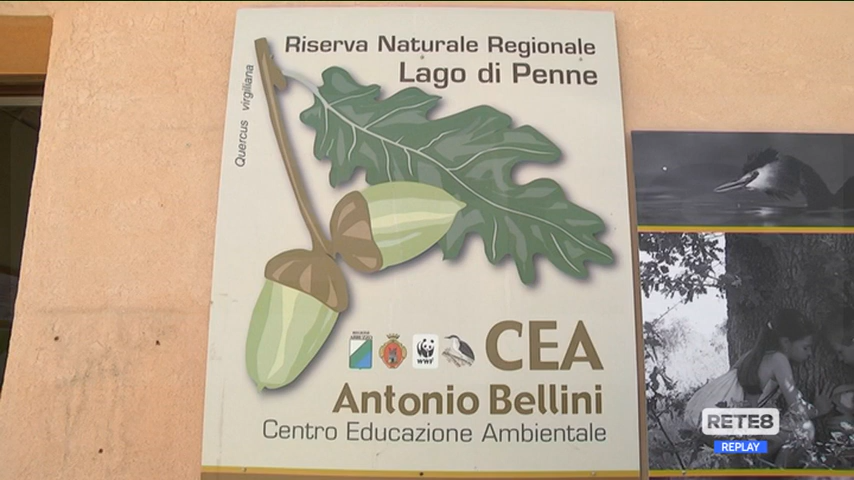 Riserva Naturale Regionale
Lago di Penne
Quercus virgiliana
WWF
CEA
Antonio Bellini
Centro Educazione Ambientale
RETE8
REPLAY